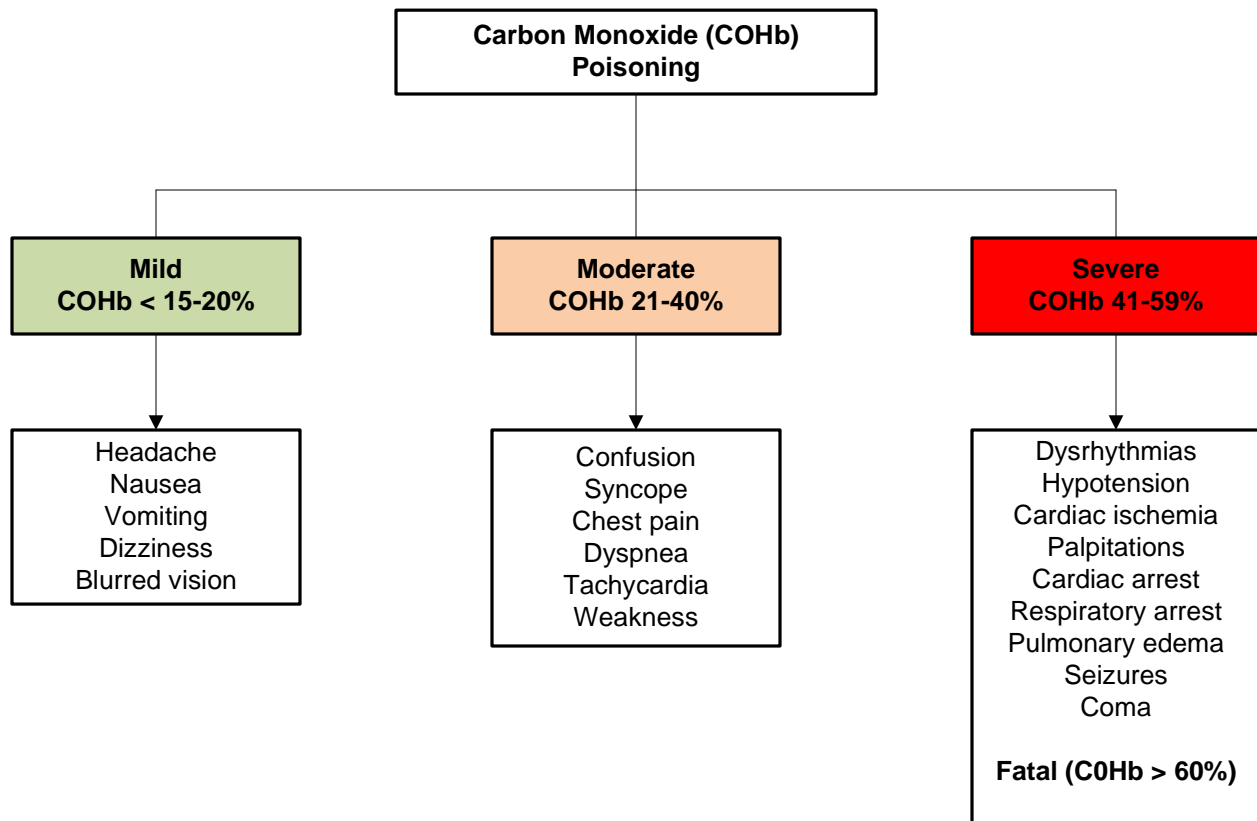 Carbon Monoxide (COHb)
Poisoning
Mild
COHb < 15-20%
Moderate
COHb 21-40%
Severe
COHb 41-59%
Headache
Nausea
Vomiting
Dizziness
Blurred vision
Confusion
Syncope
Chest pain
Dyspnea
Tachycardia
Weakness
Dysrhythmias
Hypotension
Cardiac ischemia
Palpitations
Cardiac arrest
Respiratory arrest
Pulmonary edema
Seizures
Coma
Fatal (C0Hb > 60%)